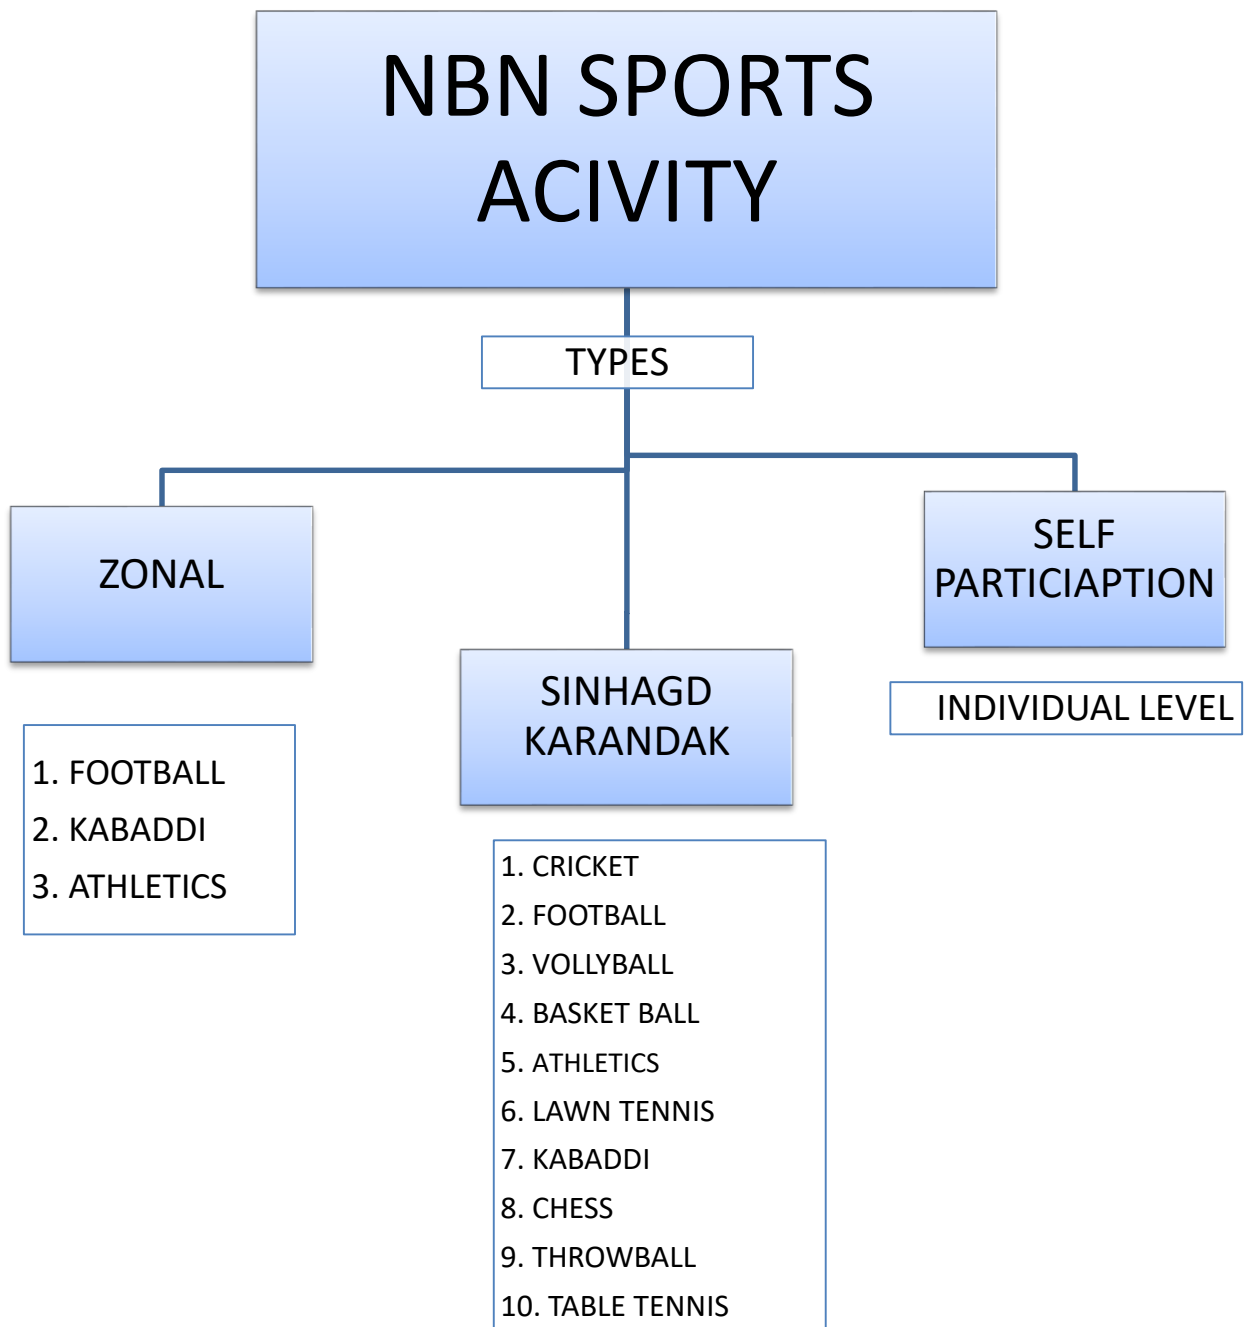 NBN SPORTS
ACIVITY
TYPES
ZONAL
1. FOOTBALL
2. KABADDI
3. ATHLETICS
SINHAGD
KARANDAK
1. CRICKET
2. FOOTBALL
3. VOLLYBALL
4. BASKET BALL
5. ATHLETICS
6. LAWN TENNIS
7. KABADDI
8. CHESS
9. THROWBALL
10. TABLE TENNIS
SELF
PARTICIAPTION
INDIVIDUAL LEVEL